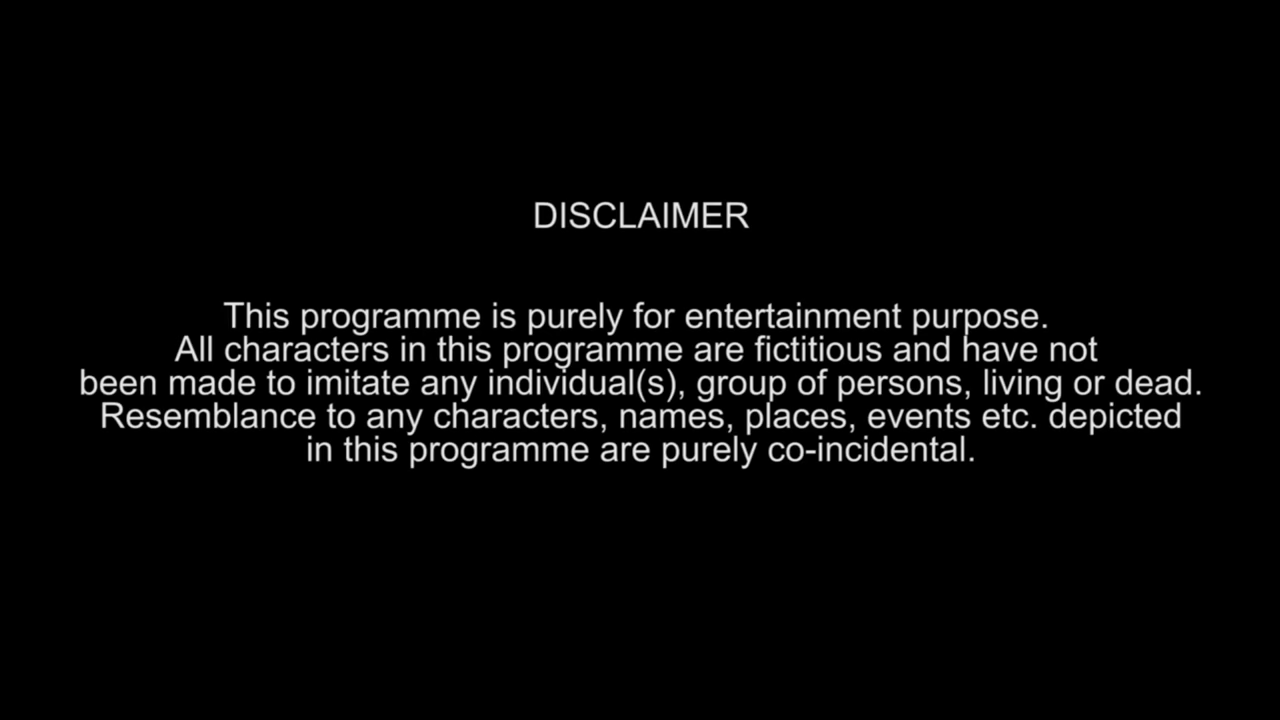 DISCLAIMER
This programme is purely for entertainment purpose.
All characters in this programme are fictitious and have not
been made to imitate any individual(s), group of persons, living or dead.
Resemblance to any characters, names, places, events etc. depicted
in this programme are purely co-incidental.